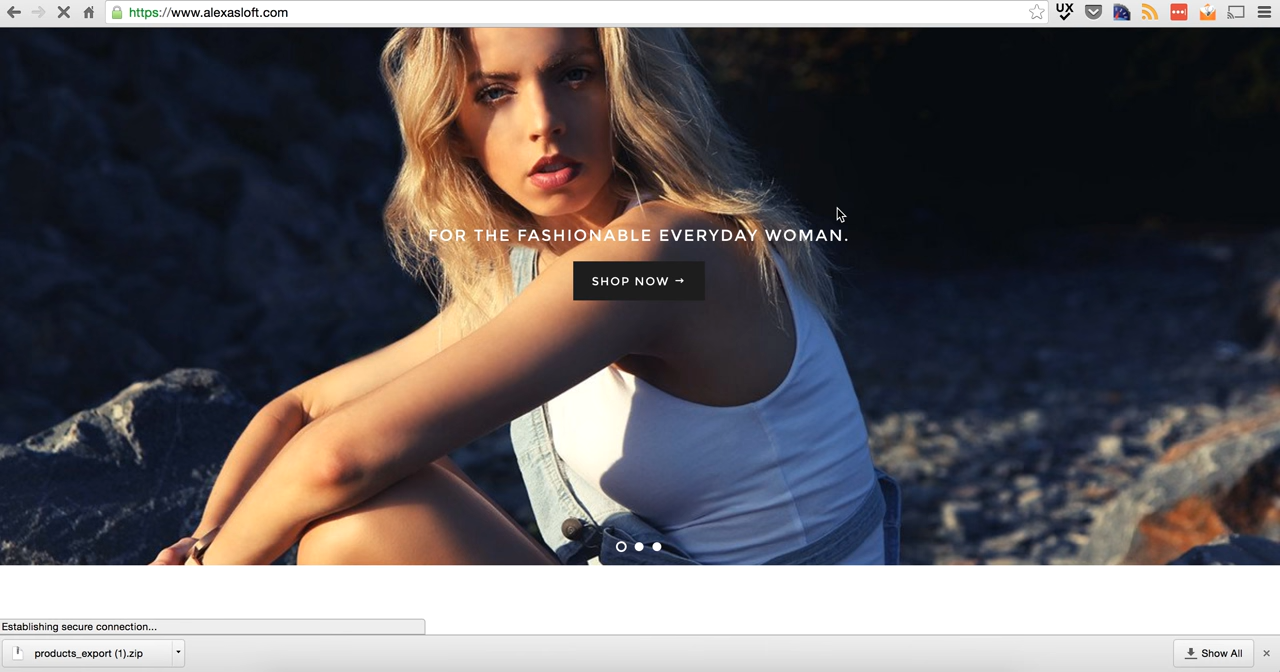 https://www.alexasloft.com
UX
FOR THE FASHIONABLE EVERYDAY WOMAN.
SHOP NOW →
Establishing secure connection...
products_export (1).zip
Show All